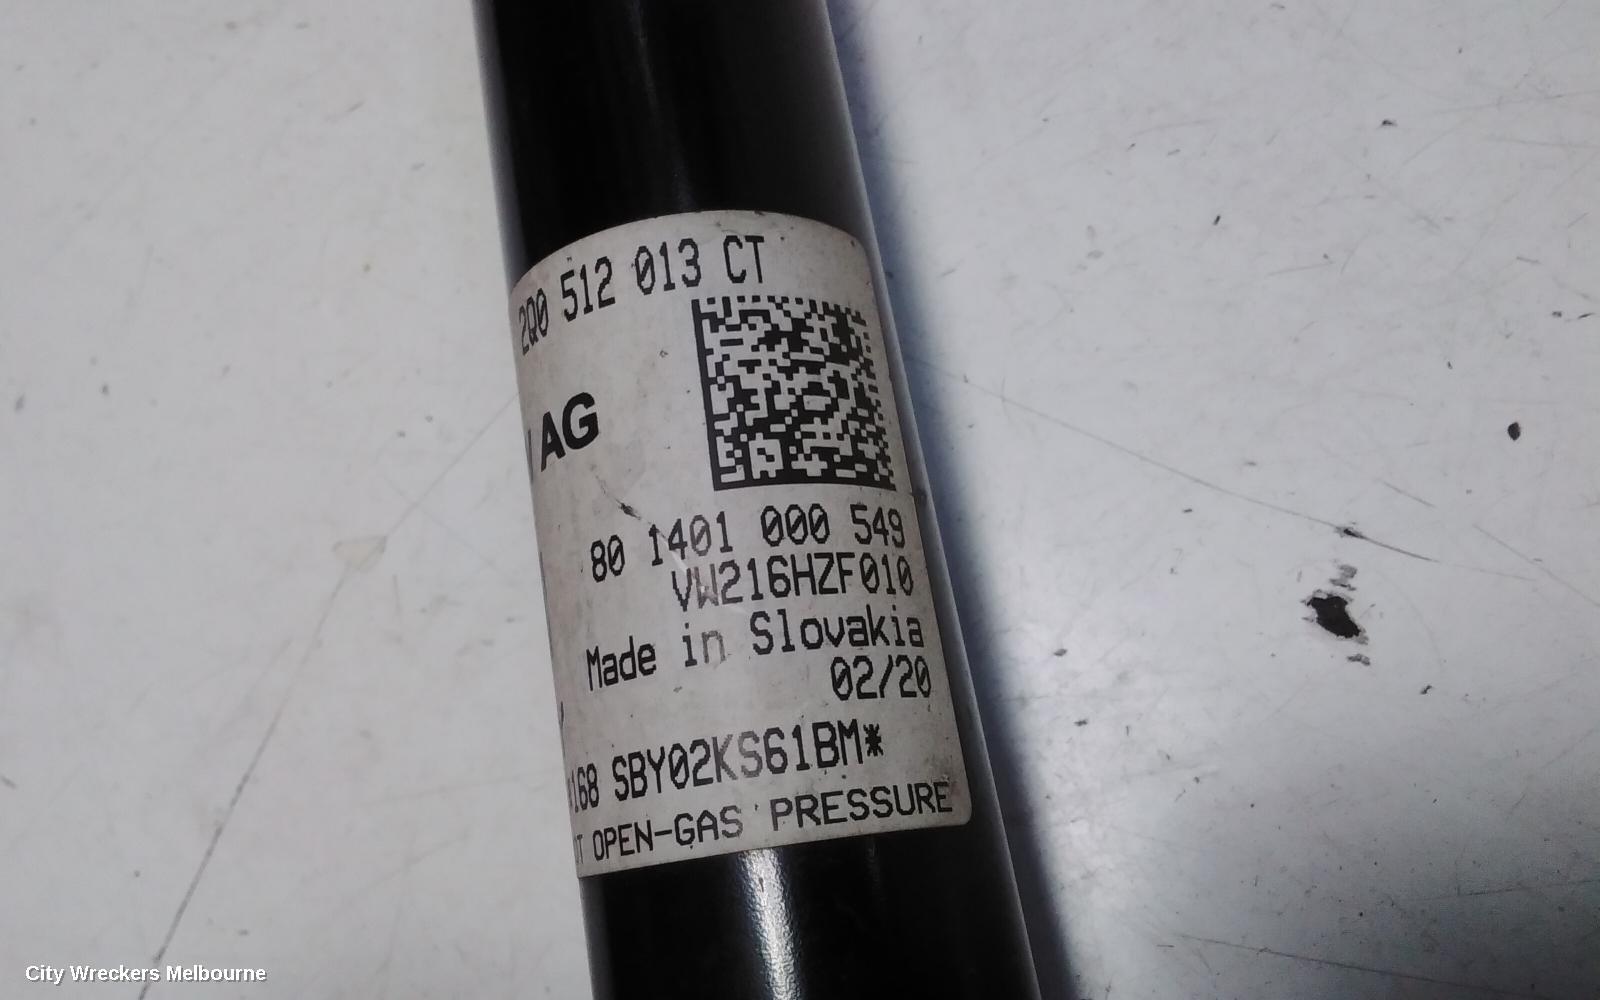 2Q0 512 013 CT
AG
80 1401 000 549
VW216HZF010
Made in Slovakia
02/20
168 SBY02KS61BM*
OPEN-GAS PRESSURE
City Wreckers Melbourne